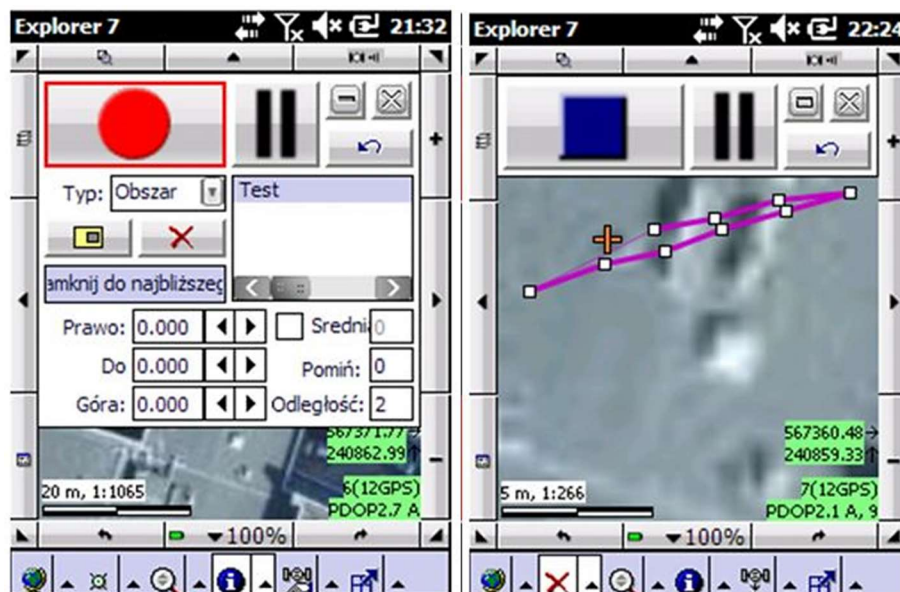 Explorer 7
21:32
Typ: Obszar
Test
amknij do najbliższeg
Prawo: 0.000
Sredni 0
Do 0.000
Pomiń: 0
Góra: 0.000
Odległość: 2
567371.77
240862.99
20 m, 1:1065
6(12GPS)
PDOP2.7 A
100%
Explorer 7
22:24
567360.48
240859.33
5 m, 1:266
7(12GPS)
PDOP2.1 A, 9
100%